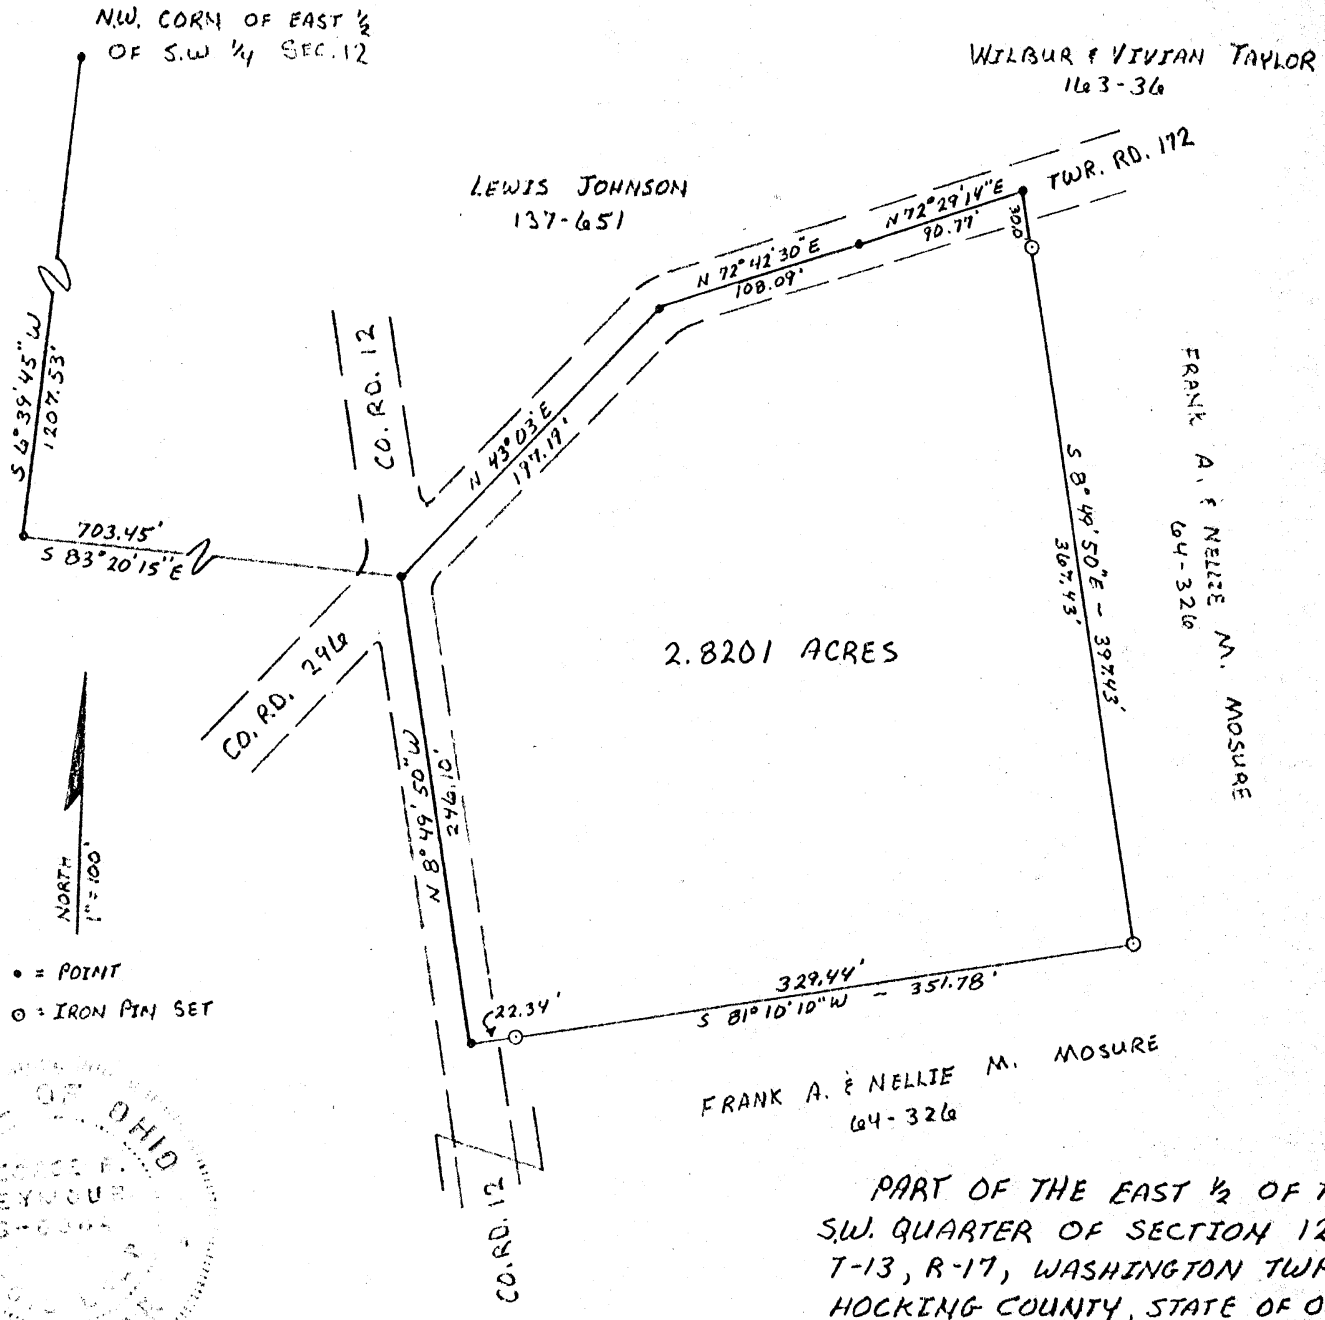 N.W. CORN OF EAST ½
OF S.W ¼ SEC. 12
WILBUR & VIVIAN TAYLOR
163-36
LEWIS JOHNSON
137-651
TWR. RD. 172
N 72° 29' 14" E
90.77'
30.0
N 72° 42' 30" E
108.09'
N 43° 03' E
197.19'
CO. RD. 12
S 6° 39' 45" W
1207.53'
703.45'
S 83° 20' 15" E
CO. RD. 296
FRANK A. & NELLIE M. MOSURE
64-326
S 8° 49' 50" E - 397.43'
367.43'
2.8201 ACRES
N 8° 49' 50" W
246.10'
NORTH
1" = 100'
• = POINT
⊙ = IRON PIN SET
22.34'
329.44'
S 81° 10' 10" W - 351.78'
FRANK A. & NELLIE M. MOSURE
64-326
CO. RD. 12
OF OHIO
PART OF THE EAST ½ OF T
S.W. QUARTER OF SECTION 12
T-13, R-17, WASHINGTON TWP
HOCKING COUNTY, STATE OF O